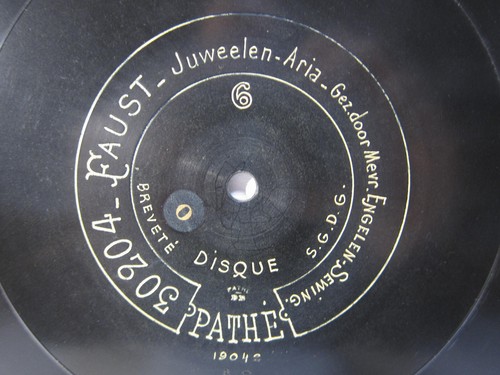 30204 - FAUST - Juweelen-Aria - Gez. door Mevr. ENGELEN-SEWING.
6
O
BREVETÉ DISQUE S.G.D.G.
PATHÉ
19042